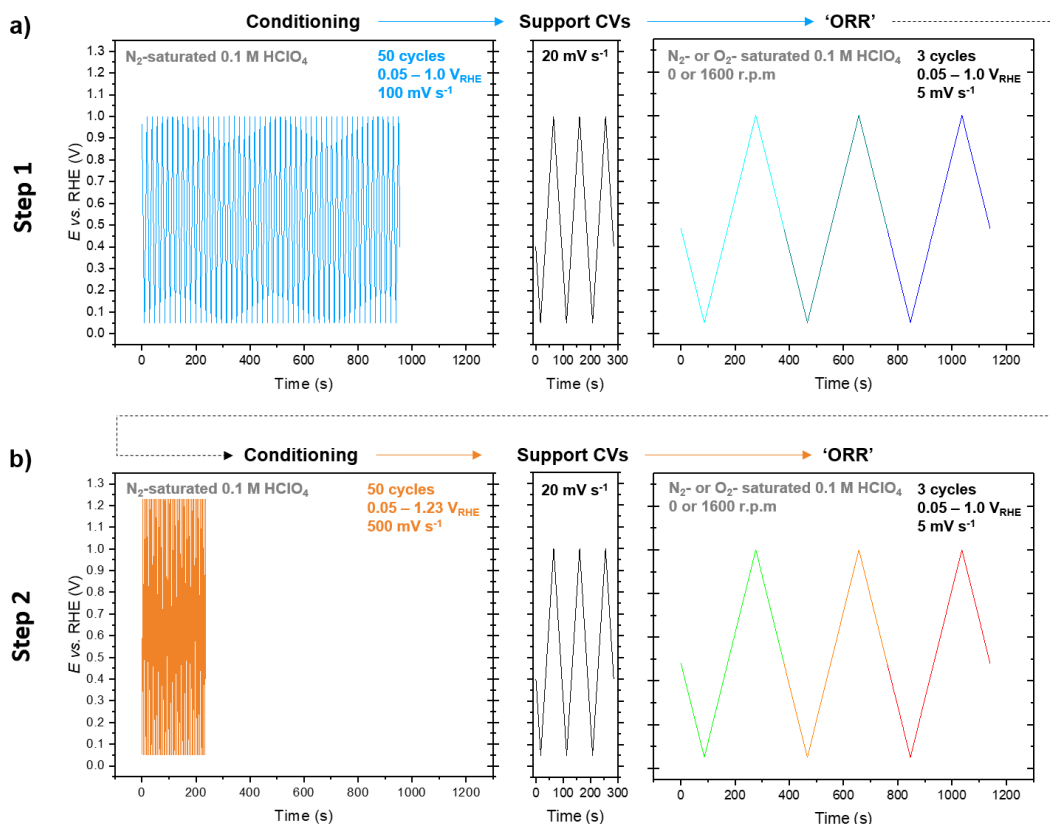 a)
Conditioning
Support CVs
‘ORR’
Step 1
E vs. RHE (V)
1.3
1.2
1.1
1.0
0.9
0.8
0.7
0.6
0.5
0.4
0.3
0.2
0.1
0.0
N₂-saturated 0.1 M HClO₄
50 cycles
0.05 – 1.0 V_RHE
100 mV s⁻¹
0 200 400 600 800 1000 1200
Time (s)
20 mV s⁻¹
0 100 200 300
Time (s)
N₂- or O₂- saturated 0.1 M HClO₄
0 or 1600 r.p.m
3 cycles
0.05 – 1.0 V_RHE
5 mV s⁻¹
0 200 400 600 800 1000 1200
Time (s)
b)
Conditioning
Support CVs
‘ORR’
Step 2
E vs. RHE (V)
1.3
1.2
1.1
1.0
0.9
0.8
0.7
0.6
0.5
0.4
0.3
0.2
0.1
0.0
N₂-saturated 0.1 M HClO₄
50 cycles
0.05 – 1.23 V_RHE
500 mV s⁻¹
0 200 400 600 800 1000 1200
Time (s)
20 mV s⁻¹
0 100 200 300
Time (s)
N₂- or O₂- saturated 0.1 M HClO₄
0 or 1600 r.p.m
3 cycles
0.05 – 1.0 V_RHE
5 mV s⁻¹
0 200 400 600 800 1000 1200
Time (s)